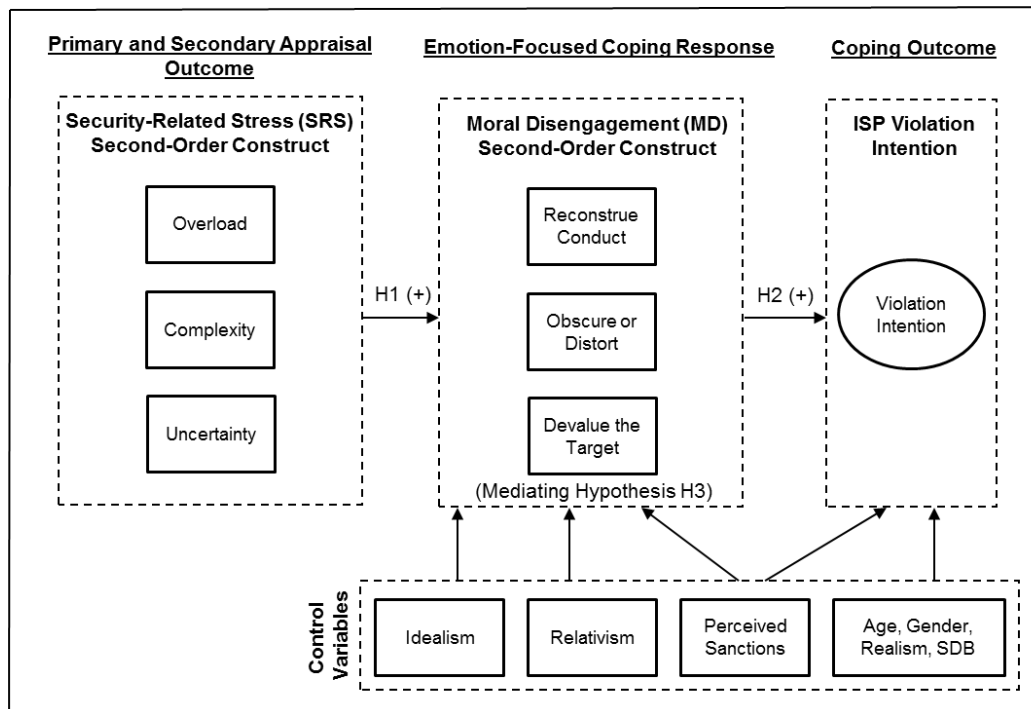 Primary and Secondary Appraisal
Outcome
Security-Related Stress (SRS)
Second-Order Construct
Overload
Complexity
Uncertainty
H1 (+)
Emotion-Focused Coping Response
Moral Disengagement (MD)
Second-Order Construct
Reconstrue
Conduct
Obscure or
Distort
Devalue the
Target
(Mediating Hypothesis H3)
H2 (+)
Coping Outcome
ISP Violation
Intention
Violation
Intention
Control
Variables
Idealism
Relativism
Perceived
Sanctions
Age, Gender,
Realism, SDB